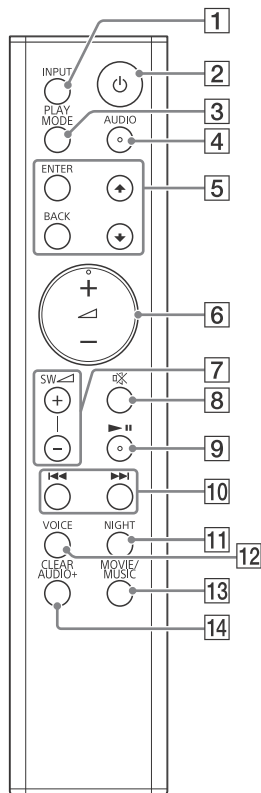 1
INPUT
2
PLAY
MODE
3
AUDIO
4
ENTER
5
BACK
+
6
−
7
SW
+
8
−
9
10
VOICE
NIGHT
11
12
CLEAR
AUDIO+
MOVIE/
MUSIC
13
14